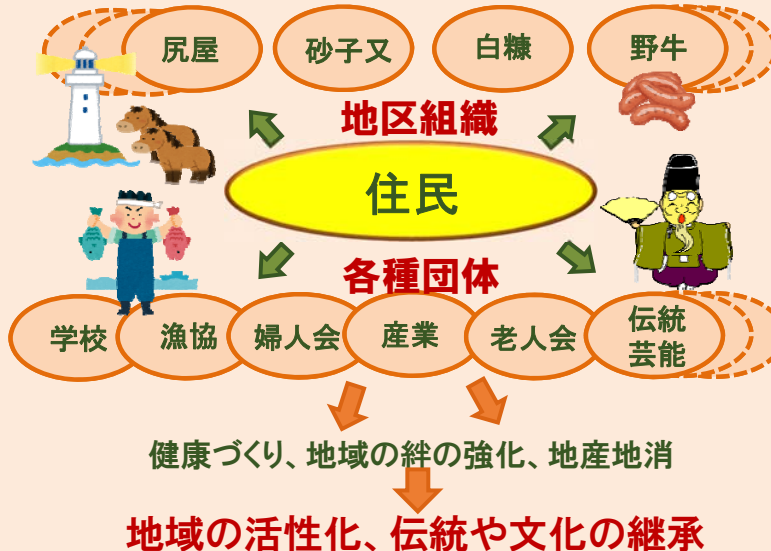 尻屋 砂子又 白糠 野牛
地区組織
住民
各種団体
学校 漁協 婦人会 産業 老人会 伝統
芸能
健康づくり、地域の絆の強化、地産地消
地域の活性化、伝統や文化の継承